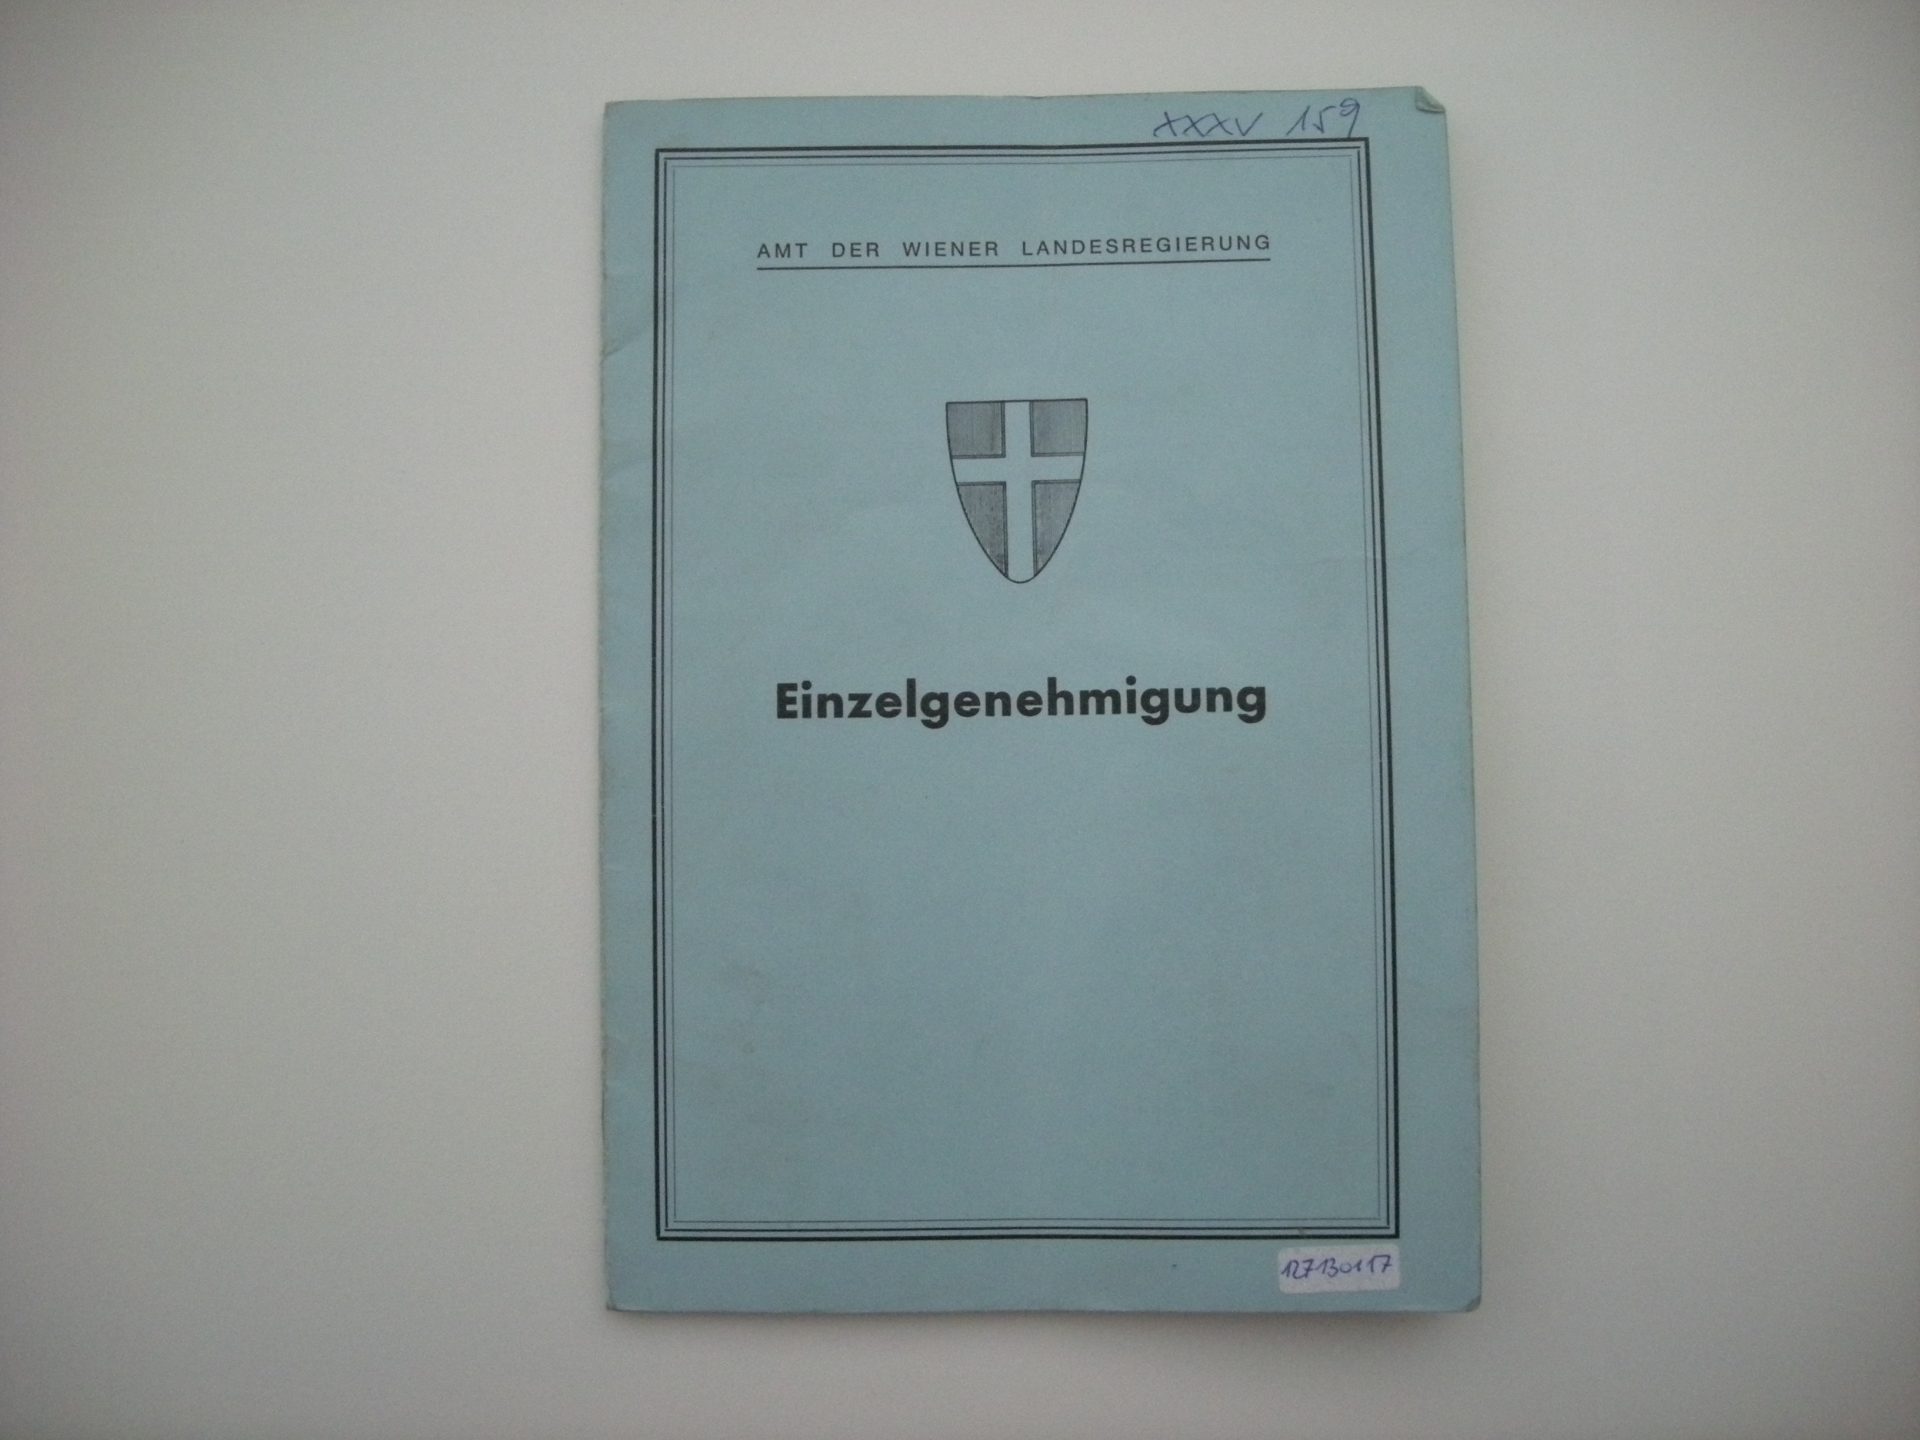 XXXV 159
AMT DER WIENER LANDESREGIERUNG
Einzelgenehmigung
127130117